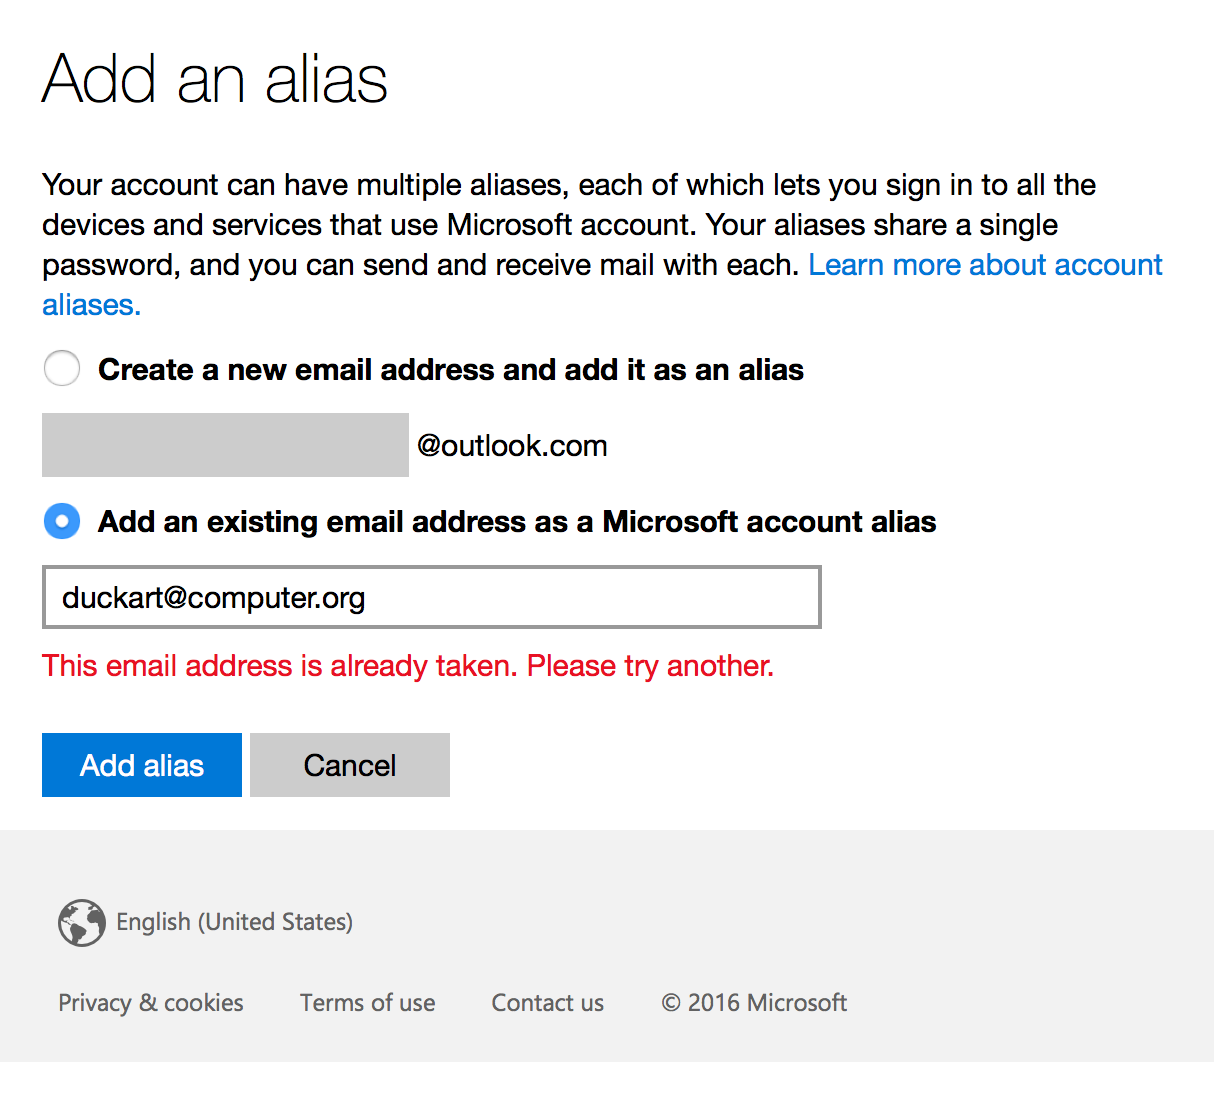 Add an alias
Your account can have multiple aliases, each of which lets you sign in to all the
devices and services that use Microsoft account. Your aliases share a single
password, and you can send and receive mail with each. Learn more about account
aliases.
Create a new email address and add it as an alias
@outlook.com
Add an existing email address as a Microsoft account alias
duckart@computer.org
This email address is already taken. Please try another.
Add alias Cancel
English (United States)
Privacy & cookies Terms of use Contact us © 2016 Microsoft